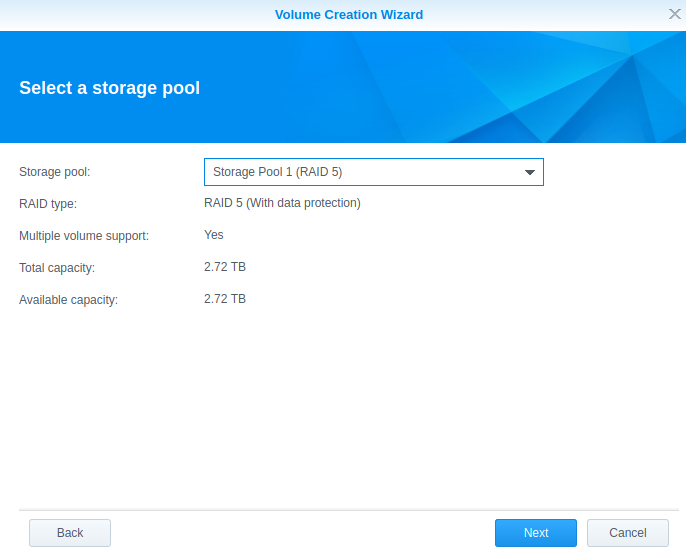 Volume Creation Wizard
Select a storage pool
Storage pool: Storage Pool 1 (RAID 5)
RAID type: RAID 5 (With data protection)
Multiple volume support: Yes
Total capacity: 2.72 TB
Available capacity: 2.72 TB
Back Next Cancel